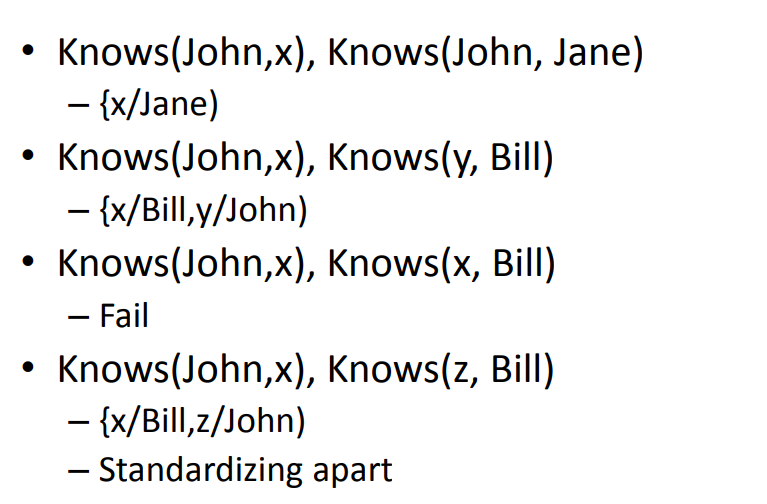 • Knows(John,x), Knows(John, Jane)
– {x/Jane)
• Knows(John,x), Knows(y, Bill)
– {x/Bill,y/John)
• Knows(John,x), Knows(x, Bill)
– Fail
• Knows(John,x), Knows(z, Bill)
– {x/Bill,z/John)
– Standardizing apart